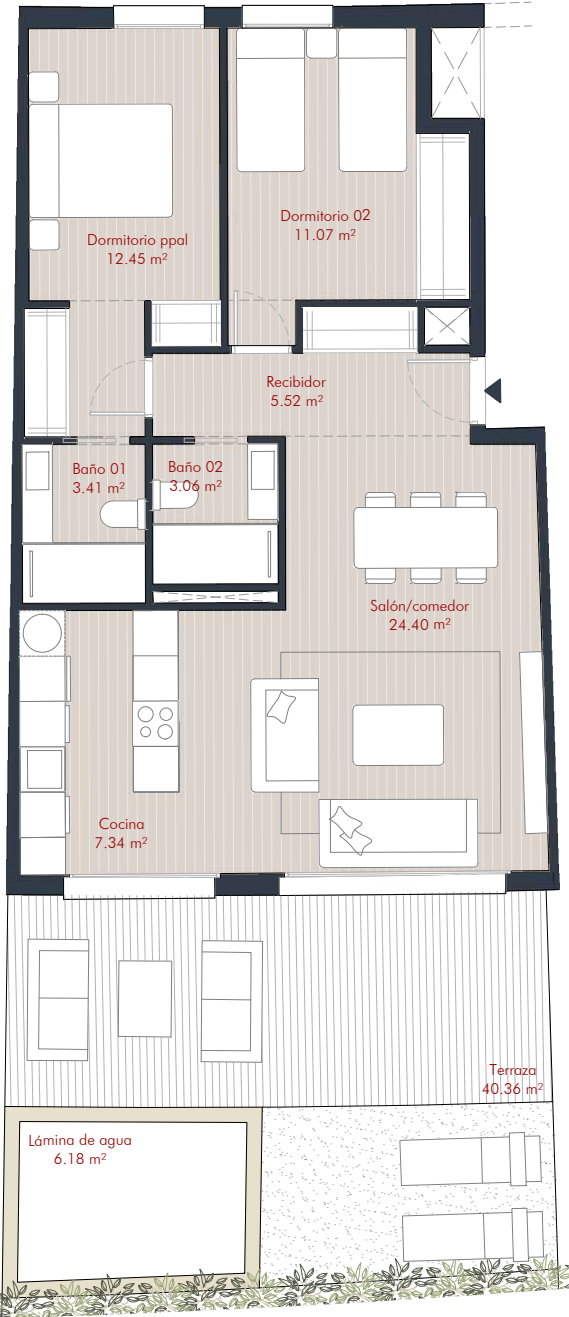 Dormitorio ppal
12.45 m²
Dormitorio 02
11.07 m²
Recibidor
5.52 m²
Baño 01
3.41 m²
Baño 02
3.06 m²
Salón/comedor
24.40 m²
Cocina
7.34 m²
Terraza
40.36 m²
Lámina de agua
6.18 m²